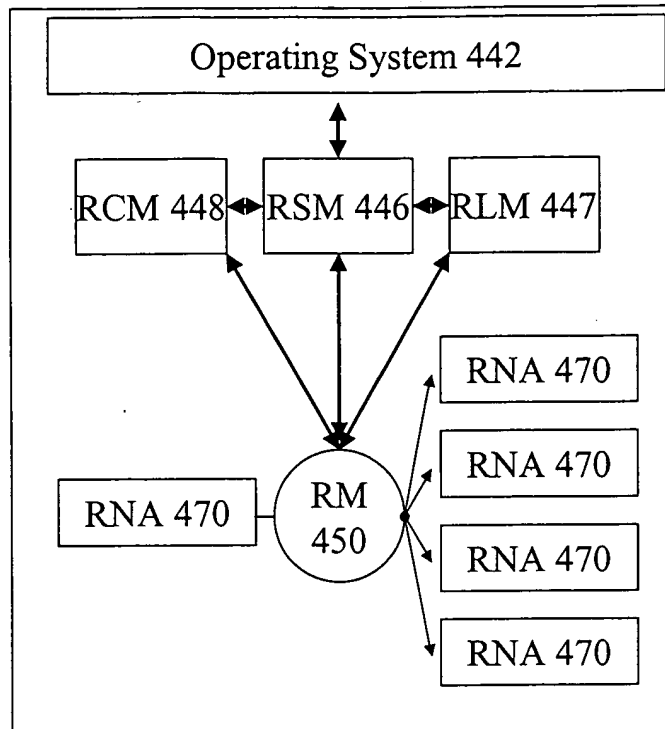 Operating System 442
RCM 448
RSM 446
RLM 447
RNA 470
RNA 470
RNA 470
RM
450
RNA 470
RNA 470